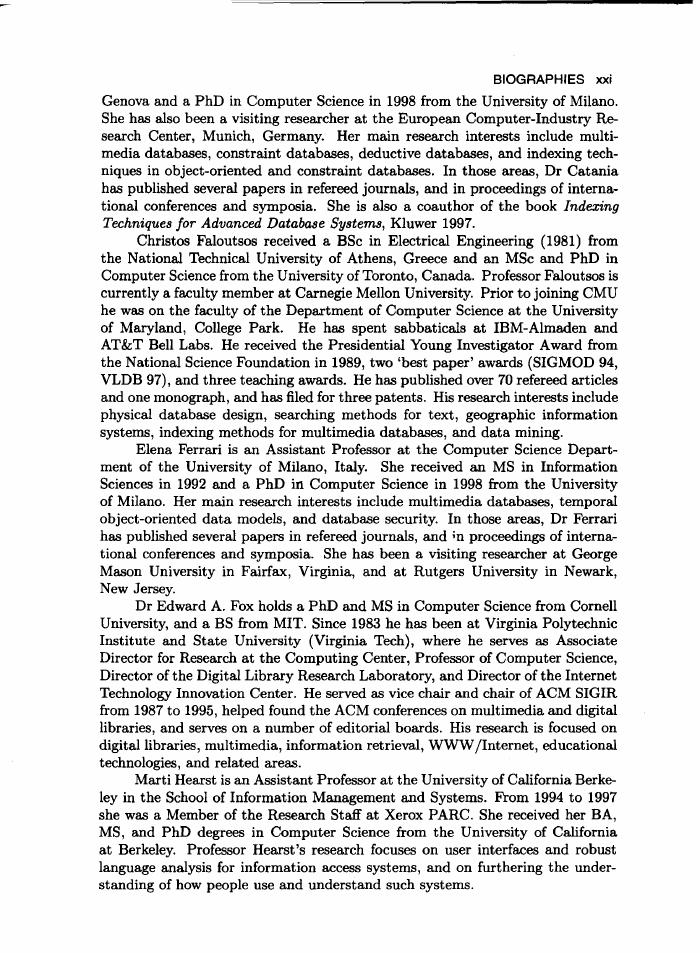 BIOGRAPHIES xxi
Genova and a PhD in Computer Science in 1998 from the University of Milano.
She has also been a visiting researcher at the European Computer-Industry Re-
search Center, Munich, Germany. Her main research interests include multi-
media databases, constraint databases, deductive databases, and indexing tech-
niques in object-oriented and constraint databases. In those areas, Dr Catania
has published several papers in refereed journals, and in proceedings of interna-
tional conferences and symposia. She is also a coauthor of the book Indexing
Techniques for Advanced Database Systems, Kluwer 1997.
Christos Faloutsos received a BSc in Electrical Engineering (1981) from
the National Technical University of Athens, Greece and an MSc and PhD in
Computer Science from the University of Toronto, Canada. Professor Faloutsos is
currently a faculty member at Carnegie Mellon University. Prior to joining CMU
he was on the faculty of the Department of Computer Science at the University
of Maryland, College Park. He has spent sabbaticals at IBM-Almaden and
AT&T Bell Labs. He received the Presidential Young Investigator Award from
the National Science Foundation in 1989, two 'best paper' awards (SIGMOD 94,
VLDB 97), and three teaching awards. He has published over 70 refereed articles
and one monograph, and has filed for three patents. His research interests include
physical database design, searching methods for text, geographic information
systems, indexing methods for multimedia databases, and data mining.
Elena Ferrari is an Assistant Professor at the Computer Science Depart-
ment of the University of Milano, Italy. She received an MS in Information
Sciences in 1992 and a PhD in Computer Science in 1998 from the University
of Milano. Her main research interests include multimedia databases, temporal
object-oriented data models, and database security. In those areas, Dr Ferrari
has published several papers in refereed journals, and in proceedings of interna-
tional conferences and symposia. She has been a visiting researcher at George
Mason University in Fairfax, Virginia, and at Rutgers University in Newark,
New Jersey.
Dr Edward A. Fox holds a PhD and MS in Computer Science from Cornell
University, and a BS from MIT. Since 1983 he has been at Virginia Polytechnic
Institute and State University (Virginia Tech), where he serves as Associate
Director for Research at the Computing Center, Professor of Computer Science,
Director of the Digital Library Research Laboratory, and Director of the Internet
Technology Innovation Center. He served as vice chair and chair of ACM SIGIR
from 1987 to 1995, helped found the ACM conferences on multimedia and digital
libraries, and serves on a number of editorial boards. His research is focused on
digital libraries, multimedia, information retrieval, WWW/Internet, educational
technologies, and related areas.
Marti Hearst is an Assistant Professor at the University of California Berke-
ley in the School of Information Management and Systems. From 1994 to 1997
she was a Member of the Research Staff at Xerox PARC. She received her BA,
MS, and PhD degrees in Computer Science from the University of California
at Berkeley. Professor Hearst's research focuses on user interfaces and robust
language analysis for information access systems, and on furthering the under-
standing of how people use and understand such systems.